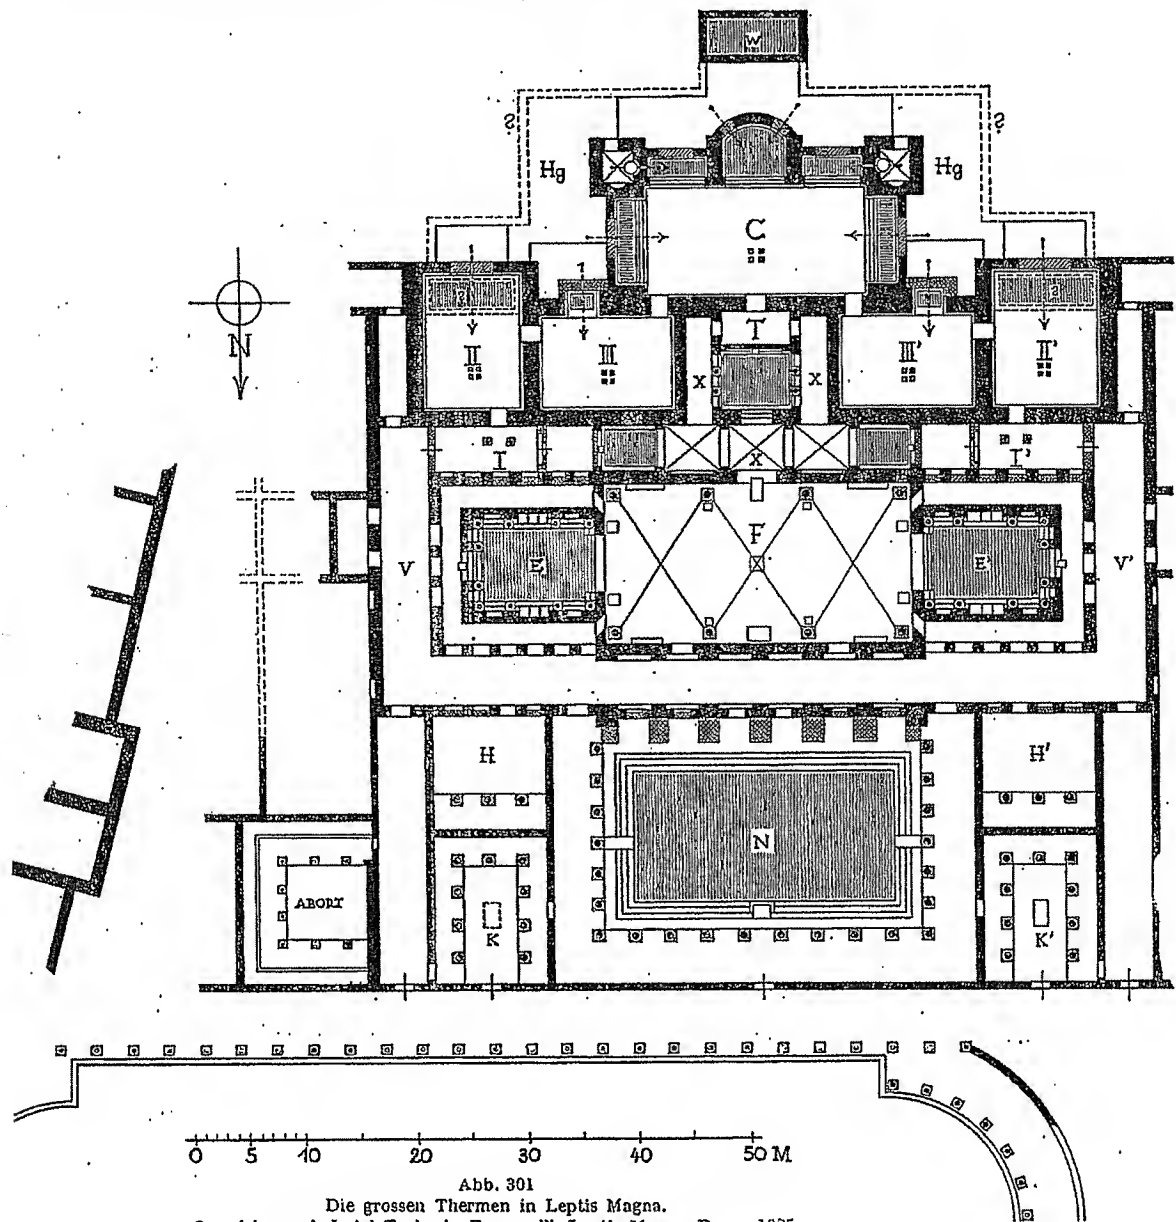 W
? ?
Hg Hg
C
N
? ?
T
II III III' II'
X X
I X I'
F
V E E V'
H H'
N
ABORT
K K'
0 5 10 20 30 40 50 M
Abb. 301
Die grossen Thermen in Leptis Magna.